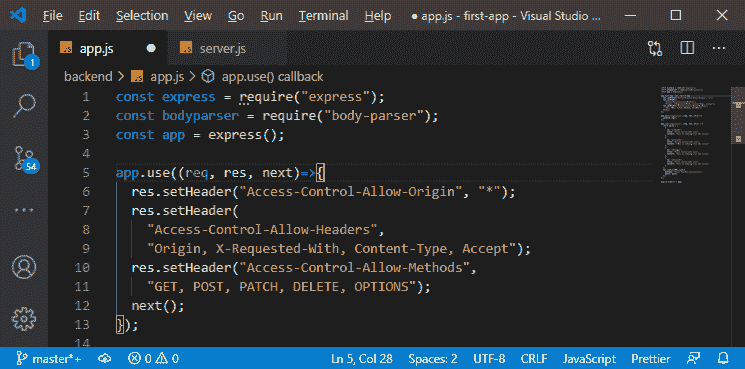 File Edit Selection View Go Run Terminal Help ● app.js - first-app - Visual Studio ...
1
54
JS app.js ●
JS server.js
backend > JS app.js > app.use() callback
1 const express = require("express");
2 const bodyparser = require("body-parser");
3 const app = express();
4
5 app.use((req, res, next)=>{
6 res.setHeader("Access-Control-Allow-Origin", "*");
7 res.setHeader(
8 "Access-Control-Allow-Headers",
9 "Origin, X-Requested-With, Content-Type, Accept");
10 res.setHeader("Access-Control-Allow-Methods",
11 "GET, POST, PATCH, DELETE, OPTIONS");
12 next();
13 });
14
master*+ 0 0 Ln 5, Col 28 Spaces: 2 UTF-8 CRLF JavaScript Prettier